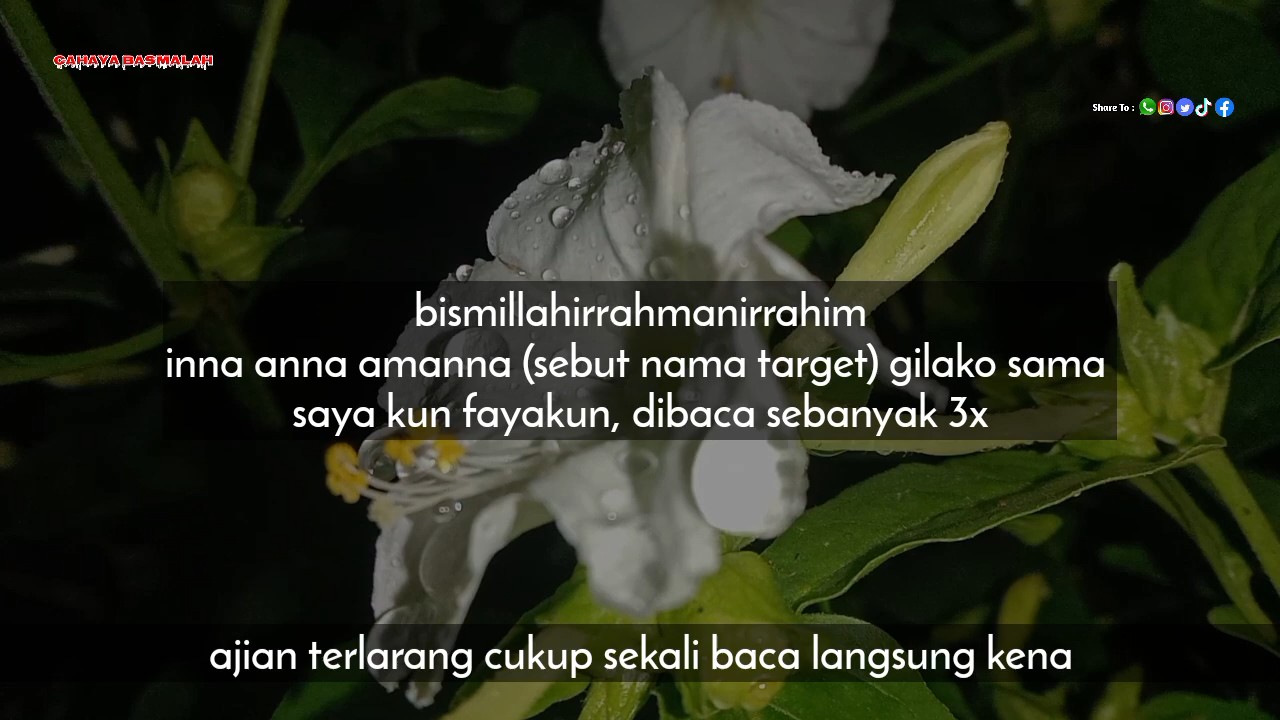 CAHAYA BASMALAH
Share To :
bismillahirrahmanirrahim
inna anna amanna (sebut nama target) gilako sama
saya kun fayakun, dibaca sebanyak 3x
ajian terlarang cukup sekali baca langsung kena